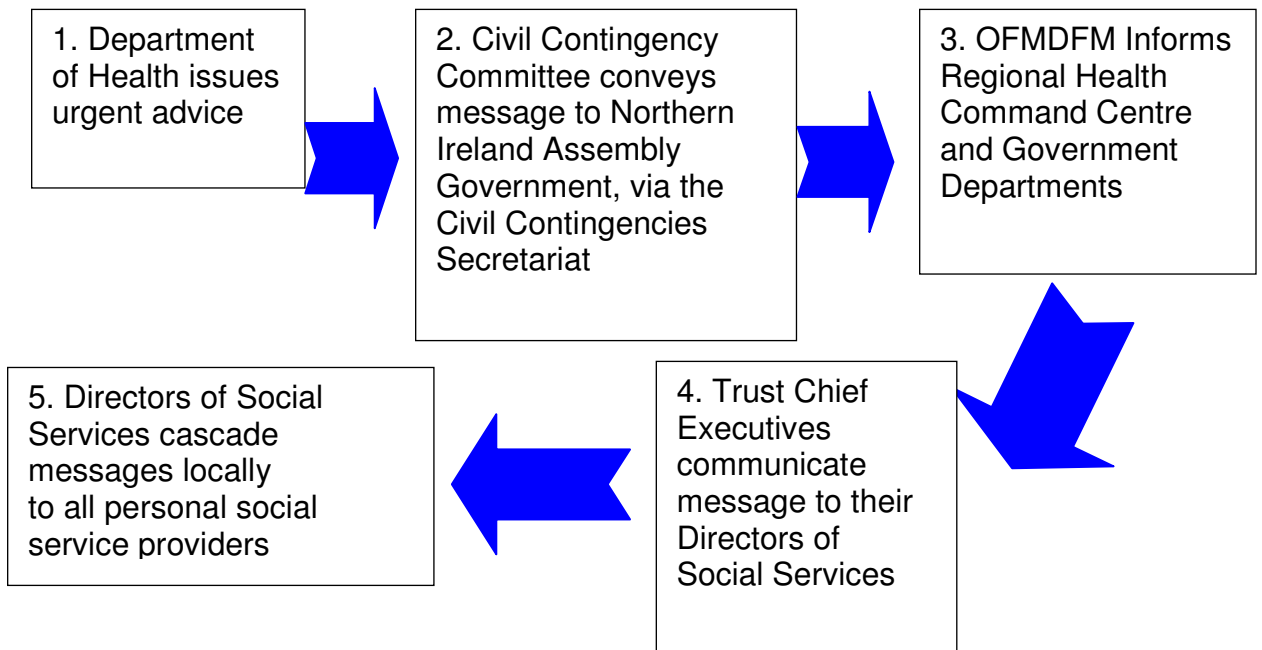 1. Department
of Health issues
urgent advice
2. Civil Contingency
Committee conveys
message to Northern
Ireland Assembly
Government, via the
Civil Contingencies
Secretariat
3. OFMDFM Informs
Regional Health
Command Centre
and Government
Departments
4. Trust Chief
Executives
communicate
message to their
Directors of
Social Services
5. Directors of Social
Services cascade
messages locally
to all personal social
service providers